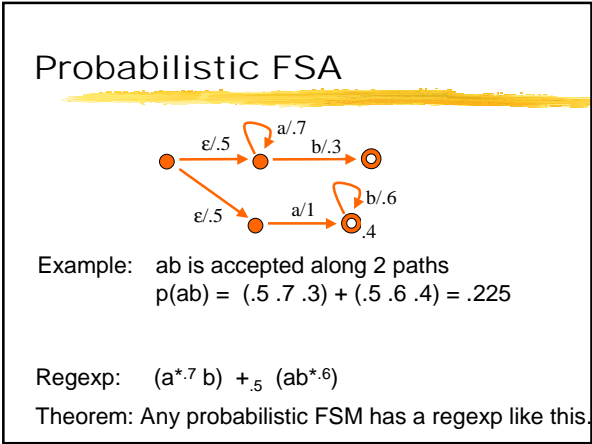 Probabilistic FSA
a/.7
ε/.5
b/.3
b/.6
ε/.5
a/1
.4
Example: ab is accepted along 2 paths
p(ab) = (.5 .7 .3) + (.5 .6 .4) = .225
Regexp: (a*.7 b) +.5 (ab*.6)
Theorem: Any probabilistic FSM has a regexp like this.